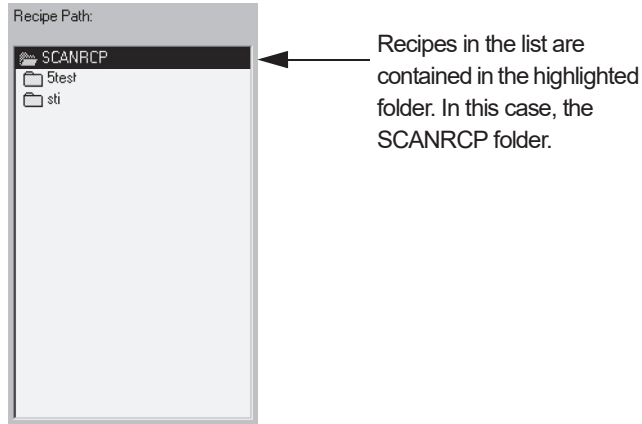 Recipe Path:
SCANRCP
5test
sti
Recipes in the list are
contained in the highlighted
folder. In this case, the
SCANRCP folder.